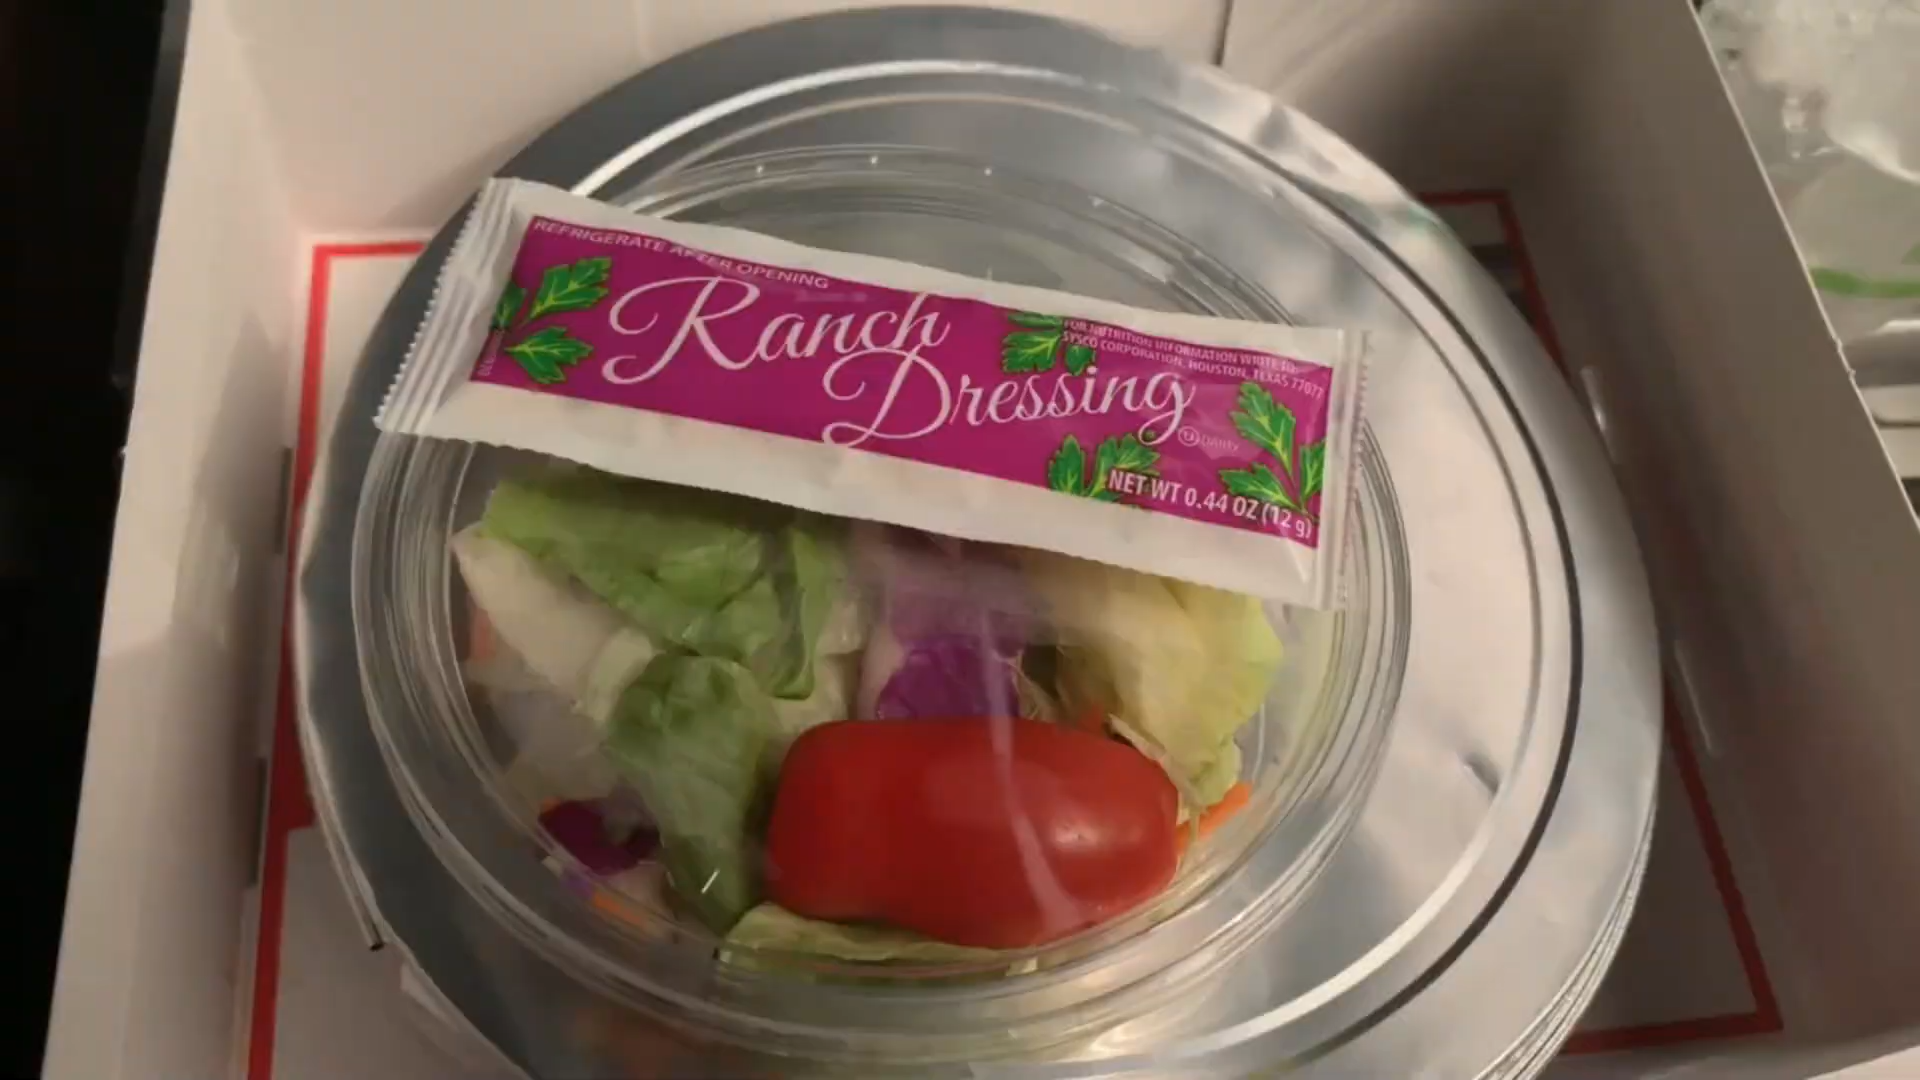 REFRIGERATE AFTER OPENING
Ranch
Dressing
FOR NUTRITION INFORMATION WRITE TO:
SYSCO CORPORATION, HOUSTON, TEXAS 77077
U DAIRY
NET WT 0.44 OZ (12 g)